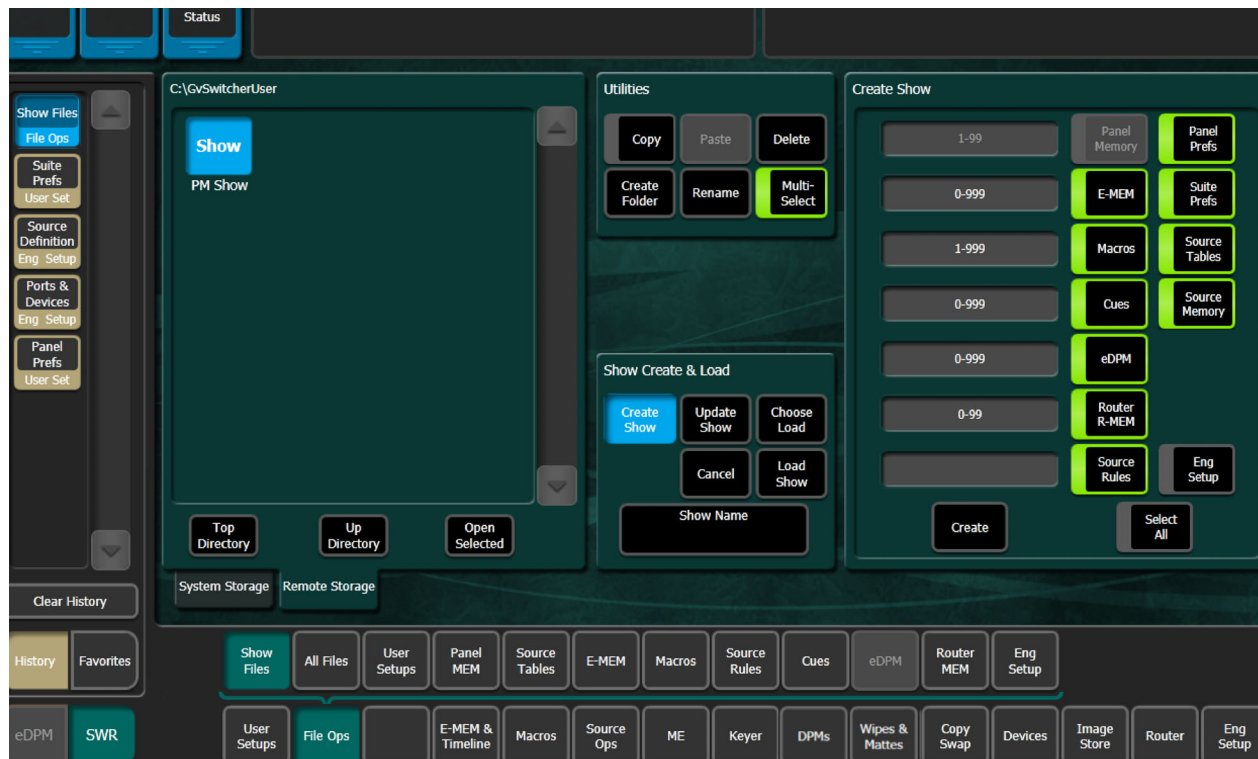 Status
Show Files
File Ops
Suite
Prefs
User Set
Source
Definition
Eng Setup
Ports &
Devices
Eng Setup
Panel
Prefs
User Set
Clear History
History
Favorites
eDPM
SWR
C:\GvSwitcherUser
Show
PM Show
Top
Directory
Up
Directory
Open
Selected
System Storage
Remote Storage
Utilities
Copy
Paste
Delete
Create
Folder
Rename
Multi-
Select
Show Create & Load
Create
Show
Update
Show
Choose
Load
Cancel
Load
Show
Show Name
Create Show
1-99
Panel
Memory
Panel
Prefs
0-999
E-MEM
Suite
Prefs
1-999
Macros
Source
Tables
0-999
Cues
Source
Memory
0-999
eDPM
0-99
Router
R-MEM
Source
Rules
Eng
Setup
Create
Select
All
Show
Files
All Files
User
Setups
Panel
MEM
Source
Tables
E-MEM
Macros
Source
Rules
Cues
eDPM
Router
MEM
Eng
Setup
User
Setups
File Ops
E-MEM &
Timeline
Macros
Source
Ops
ME
Keyer
DPMs
Wipes &
Mattes
Copy
Swap
Devices
Image
Store
Router
Eng
Setup